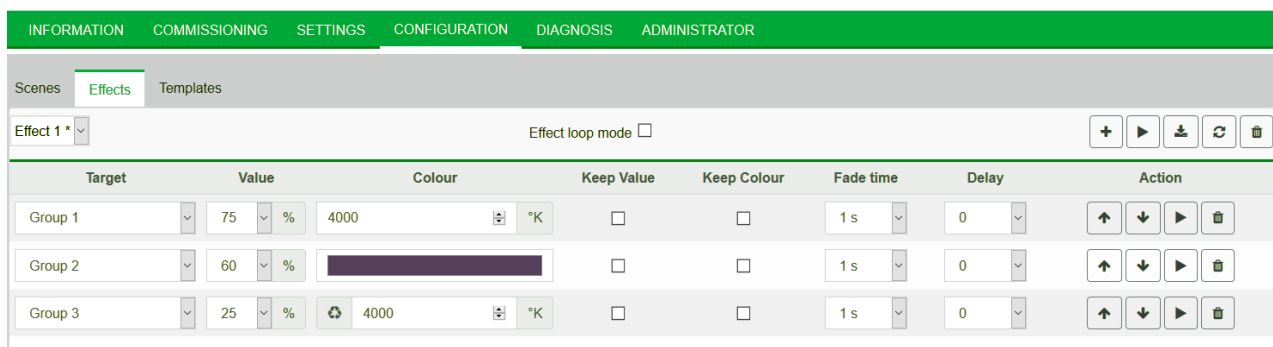 INFORMATION COMMISSIONING SETTINGS CONFIGURATION DIAGNOSIS ADMINISTRATOR
Scenes Effects Templates
Effect 1 * Effect loop mode
Target Value Colour Keep Value Keep Colour Fade time Delay Action
Group 1 75 % 4000 °K 1 s 0
Group 2 60 % 1 s 0
Group 3 25 % 4000 °K 1 s 0